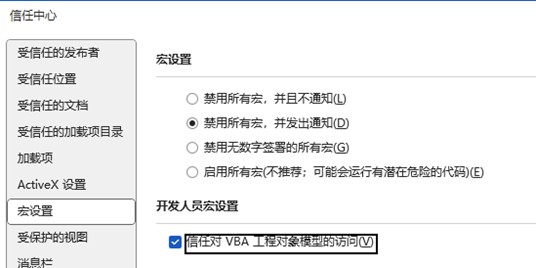 信任中心
受信任的发布者
受信任位置
受信任的文档
受信任的加载项目录
加载项
ActiveX 设置
宏设置
受保护的视图
消息栏
宏设置
禁用所有宏，并且不通知(L)
禁用所有宏，并发出通知(D)
禁用无数字签署的所有宏(G)
启用所有宏(不推荐；可能会运行有潜在危险的代码)(E)
开发人员宏设置
信任对 VBA 工程对象模型的访问(V)